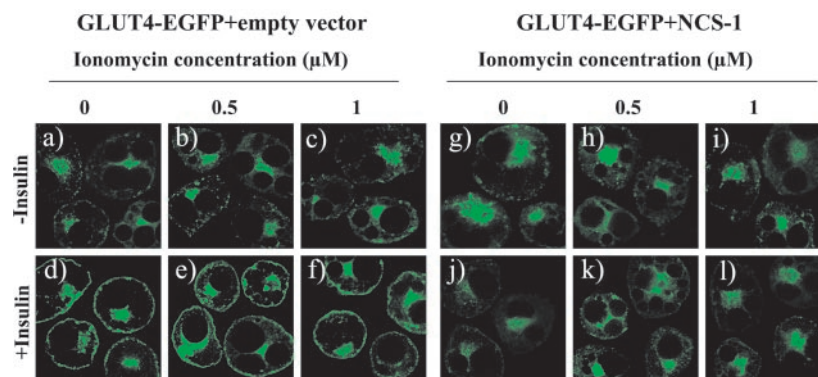 GLUT4-EGFP+empty vector GLUT4-EGFP+NCS-1
Ionomycin concentration (µM) Ionomycin concentration (µM)
0 0.5 1 0 0.5 1
-Insulin
a) b) c) g) h) i)
+Insulin
d) e) f) j) k) l)